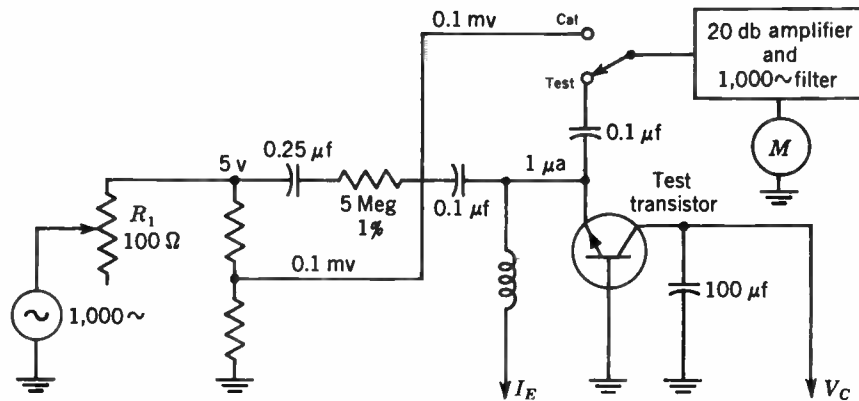 0.1 mv
Cal
20 db amplifier
and
1,000~filter
Test
0.1 μf
M
5 v
0.25 μf
1 μa
Test
transistor
R₁
100 Ω
5 Meg
1%
0.1 μf
0.1 mv
100 μf
1,000~
I_E
V_C